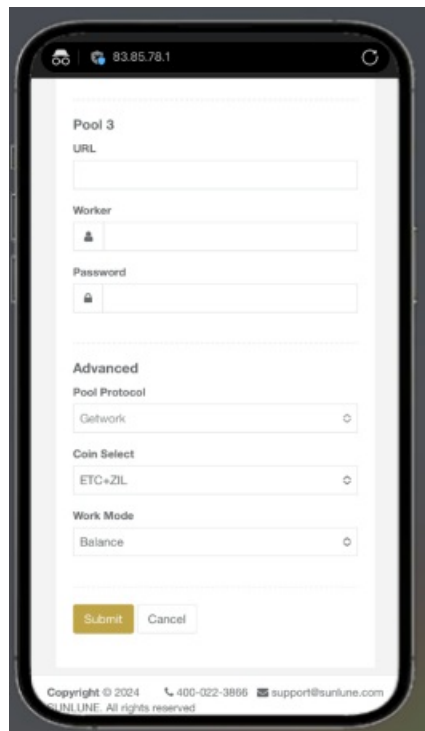 83.85.78.1
Pool 3
URL
Worker
Password
Advanced
Pool Protocol
Getwork
Coin Select
ETC+ZIL
Work Mode
Balance
Submit Cancel
Copyright © 2024 400-022-3866 support@sunlune.com
SUNLUNE. All rights reserved